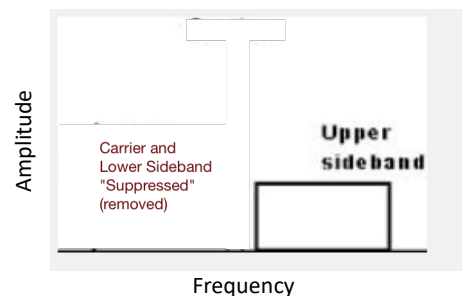 Amplitude
Upper
sideband
Carrier and
Lower Sideband
"Suppressed"
(removed)
Frequency